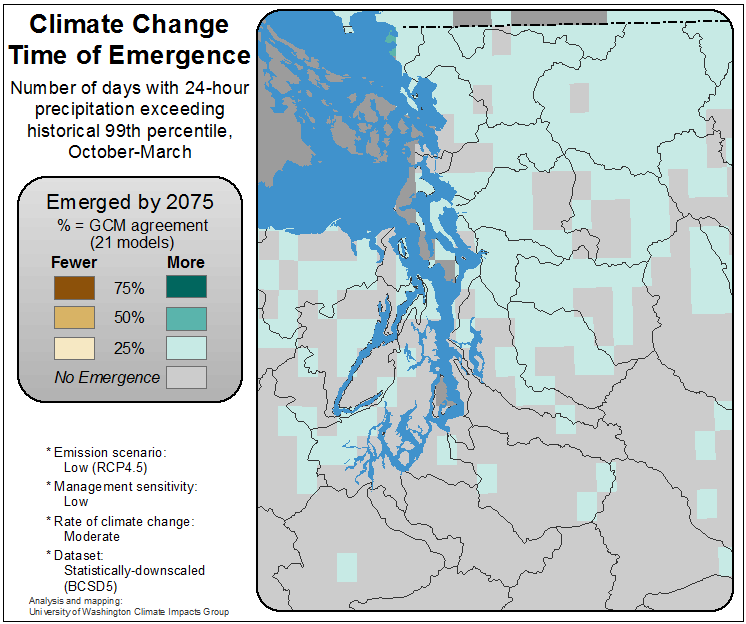 Climate Change
Time of Emergence
Number of days with 24-hour
precipitation exceeding
historical 99th percentile,
October-March
Emerged by 2075
% = GCM agreement
(21 models)
Fewer More
75%
50%
25%
No Emergence
* Emission scenario:
Low (RCP4.5)
* Management sensitivity:
Low
* Rate of climate change:
Moderate
* Dataset:
Statistically-downscaled
(BCSD5)
Analysis and mapping:
University of Washington Climate Impacts Group